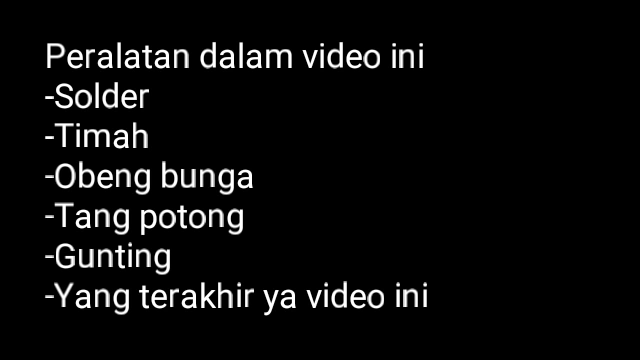 Peralatan dalam video ini
-Solder
-Timah
-Obeng bunga
-Tang potong
-Gunting
-Yang terakhir ya video ini